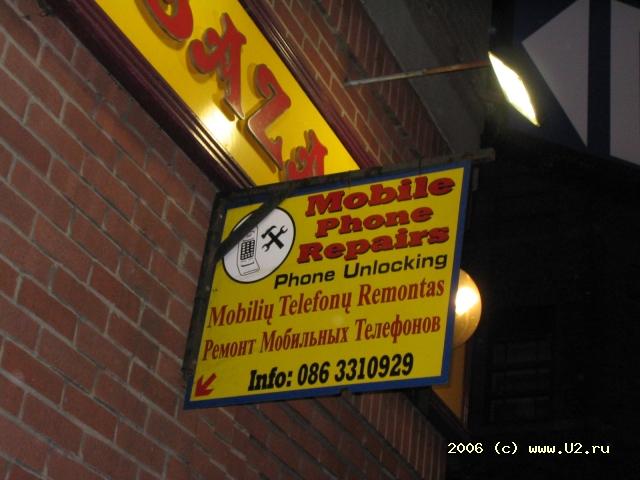 Mobile
Phone
Repairs
Phone Unlocking
Mobilių Telefonų Remontas
Ремонт Мобильных Телефонов
Info: 086 3310929
2006 (c) www.U2.ru